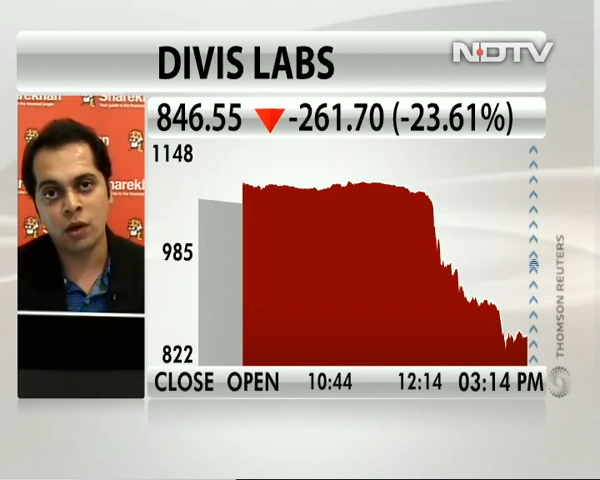 DIVIS LABS
NDTV
846.55 -261.70 (-23.61%)
Sharekhan
1148
985
822
CLOSE OPEN 10:44 12:14 03:14 PM
THOMSON REUTERS